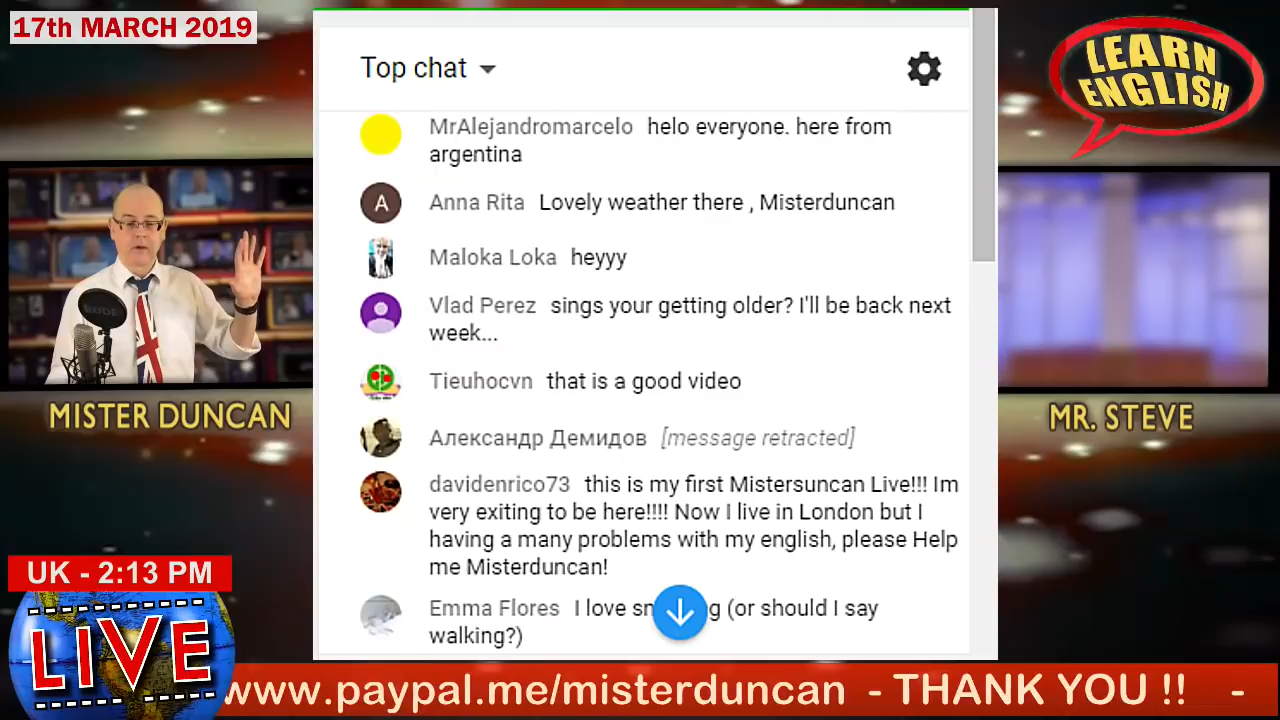 17th MARCH 2019
LEARN
ENGLISH
MISTER DUNCAN
MR. STEVE
Top chat
MrAlejandromarcelo helo everyone. here from
argentina
A
Anna Rita Lovely weather there , Misterduncan
Maloka Loka heyyy
Vlad Perez sings your getting older? I'll be back next
week...
Tieuhocvn that is a good video
Александр Демидов [message retracted]
davidenrico73 this is my first Mistersuncan Live!!! Im
very exiting to be here!!!! Now I live in London but I
having a many problems with my english, please Help
me Misterduncan!
Emma Flores I love (or should I say
walking?)
UK - 2:13 PM
LIVE
www.paypal.me/misterduncan - THANK YOU !! -